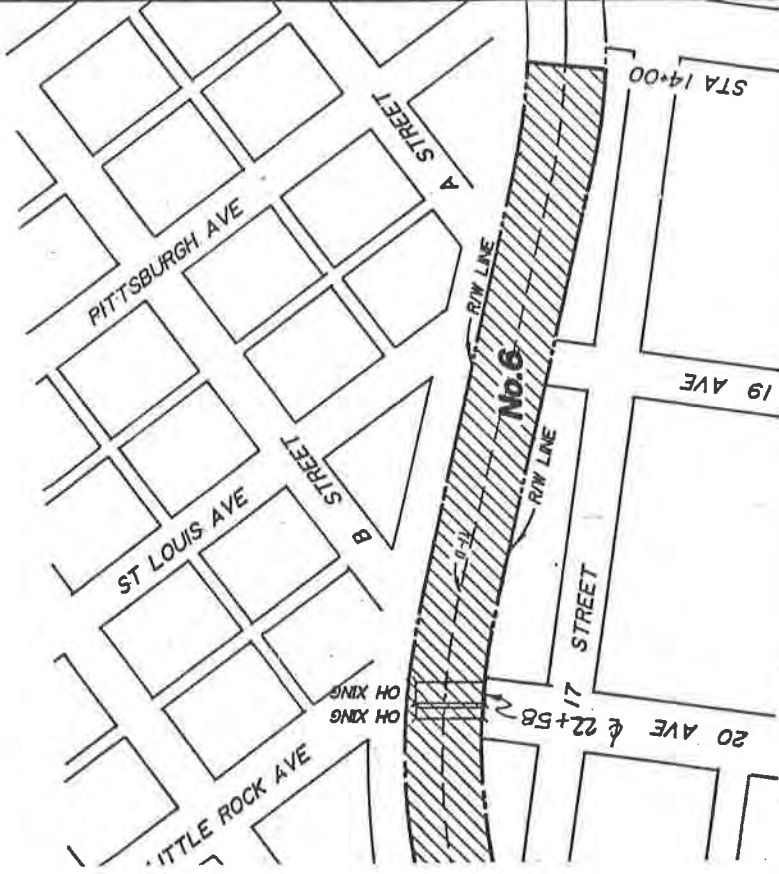 STA 14+00
A STREET
PITTSBURGH AVE
R/W LINE
No.6
19 AVE
R/W LINE
B STREET
ST LOUIS AVE
17 STREET
OH XING
OH XING
20 AVE ℄ 22+58
LITTLE ROCK AVE